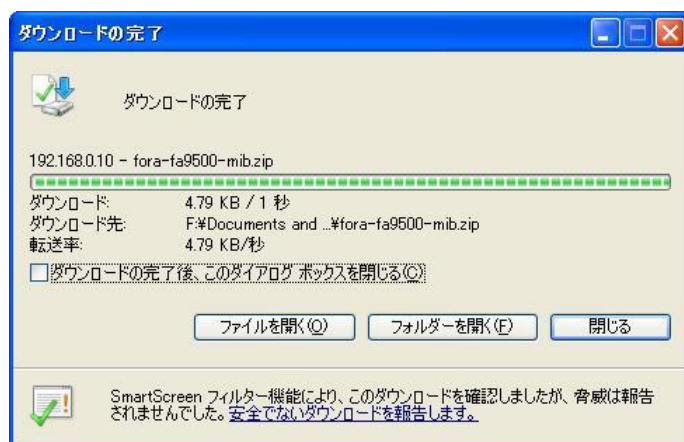 ダウンロードの完了
ダウンロードの完了
192.168.0.10 - fora-fa9500-mib.zip
ダウンロード: 4.79 KB / 1 秒
ダウンロード先: F:¥Documents and ...¥fora-fa9500-mib.zip
転送率: 4.79 KB/秒
ダウンロードの完了後、このダイアログ ボックスを閉じる(C)
ファイルを開く(O) フォルダーを開く(F) 閉じる
SmartScreen フィルター機能により、このダウンロードを確認しましたが、脅威は報告
されませんでした。安全でないダウンロードを報告します。